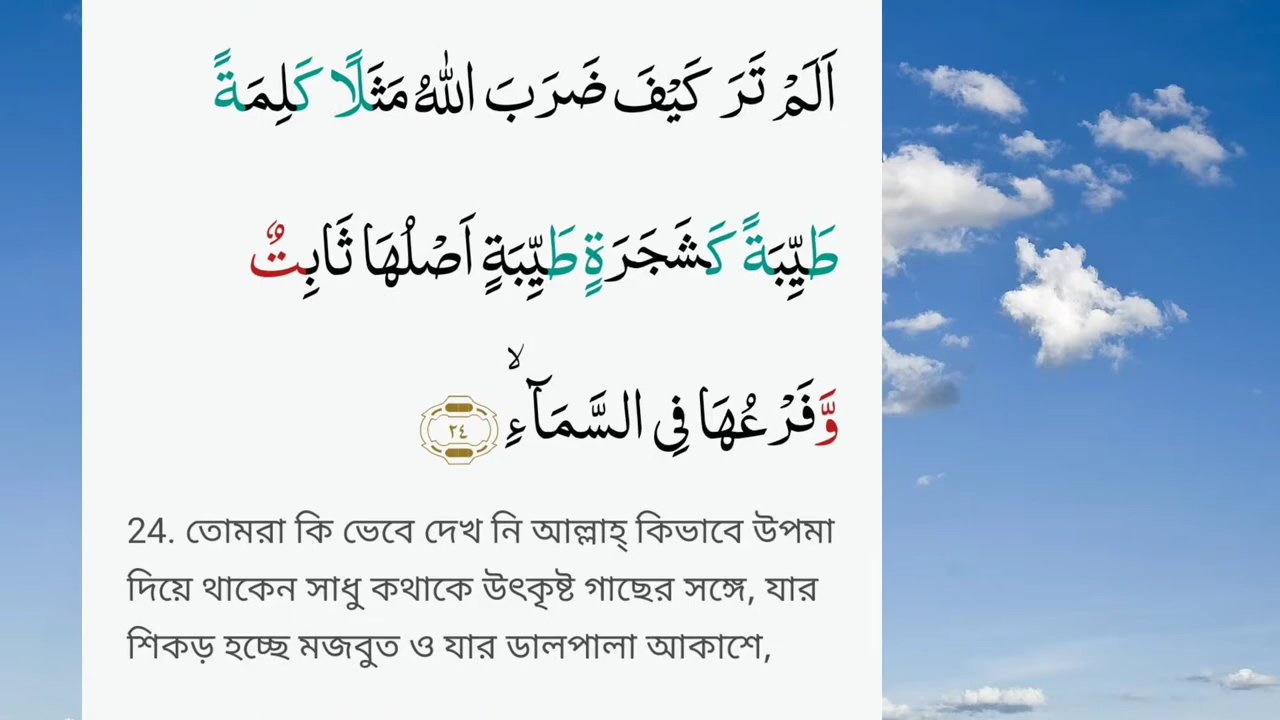 اَلَمْ تَرَ كَيْفَ ضَرَبَ اللّٰهُ مَثَلًا كَلِمَةً
طَيِّبَةً كَشَجَرَةٍ طَيِّبَةٍ اَصْلُهَا ثَابِتٌ
وَّفَرْعُهَا فِى السَّمَآءِۙ ٢٤
24. তোমরা কি ভেবে দেখ নি আল্লাহ্ কিভাবে উপমা
দিয়ে থাকেন সাধু কথাকে উৎকৃষ্ট গাছের সঙ্গে, যার
শিকড় হচ্ছে মজবুত ও যার ডালপালা আকাশে,